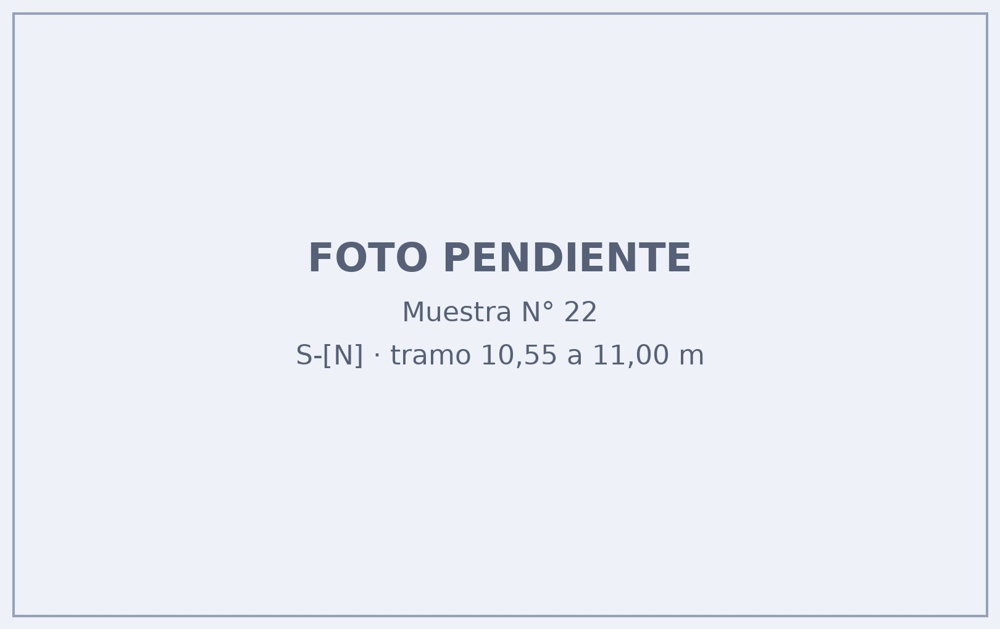 FOTO PENDIENTE
Muestra N° 22
S-[N] · tramo 10,55 a 11,00 m